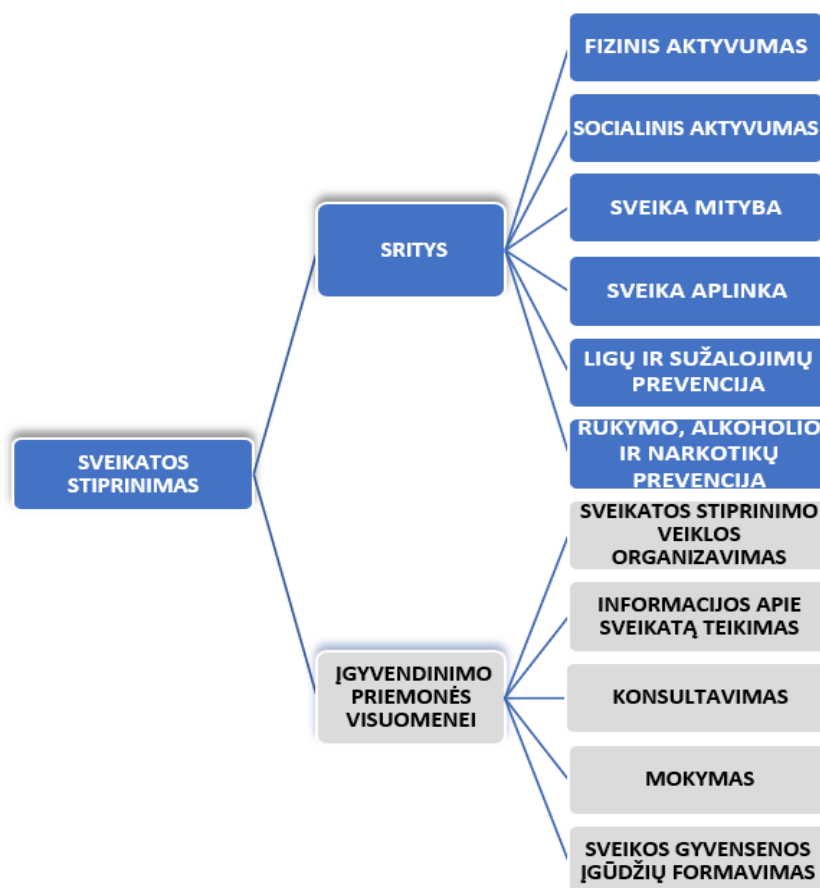 SVEIKATOS
STIPRINIMAS
SRITYS
FIZINIS AKTYVUMAS
SOCIALINIS AKTYVUMAS
SVEIKA MITYBA
SVEIKA APLINKA
LIGŲ IR SUŽALOJIMŲ
PREVENCIJA
RŪKYMO, ALKOHOLIO
IR NARKOTIKŲ
PREVENCIJA
ĮGYVENDINIMO
PRIEMONĖS
VISUOMENEI
SVEIKATOS STIPRINIMO
VEIKLOS
ORGANIZAVIMAS
INFORMACIJOS APIE
SVEIKATĄ TEIKIMAS
KONSULTAVIMAS
MOKYMAS
SVEIKOS GYVENSENOS
ĮGŪDŽIŲ FORMAVIMAS